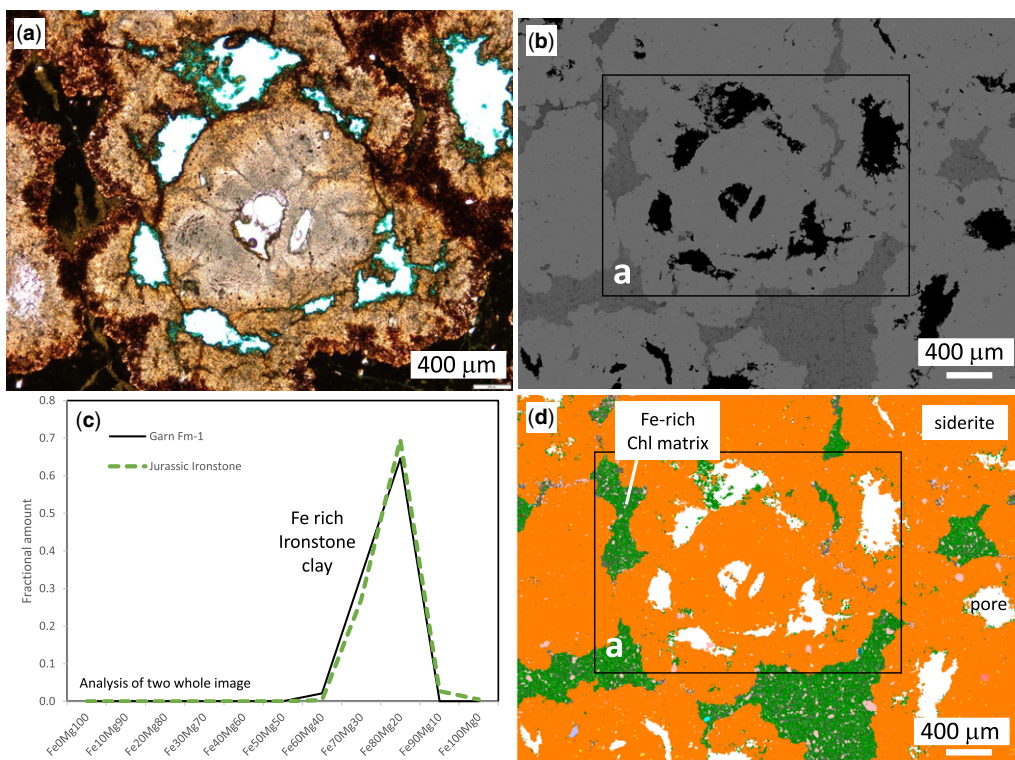 (a)
400 μm
(b)
a
400 μm
(c)
0.8
0.7
0.6
0.5
0.4
0.3
0.2
0.1
0.0
Fractional amount
Garn Fm-1
Jurassic Ironstone
Fe rich
Ironstone
clay
Analysis of two whole image
Fe0Mg100
Fe10Mg90
Fe20Mg80
Fe30Mg70
Fe40Mg60
Fe50Mg50
Fe60Mg40
Fe70Mg30
Fe80Mg20
Fe90Mg10
Fe100Mg0
(d)
Fe-rich
Chl matrix
siderite
pore
a
400 μm